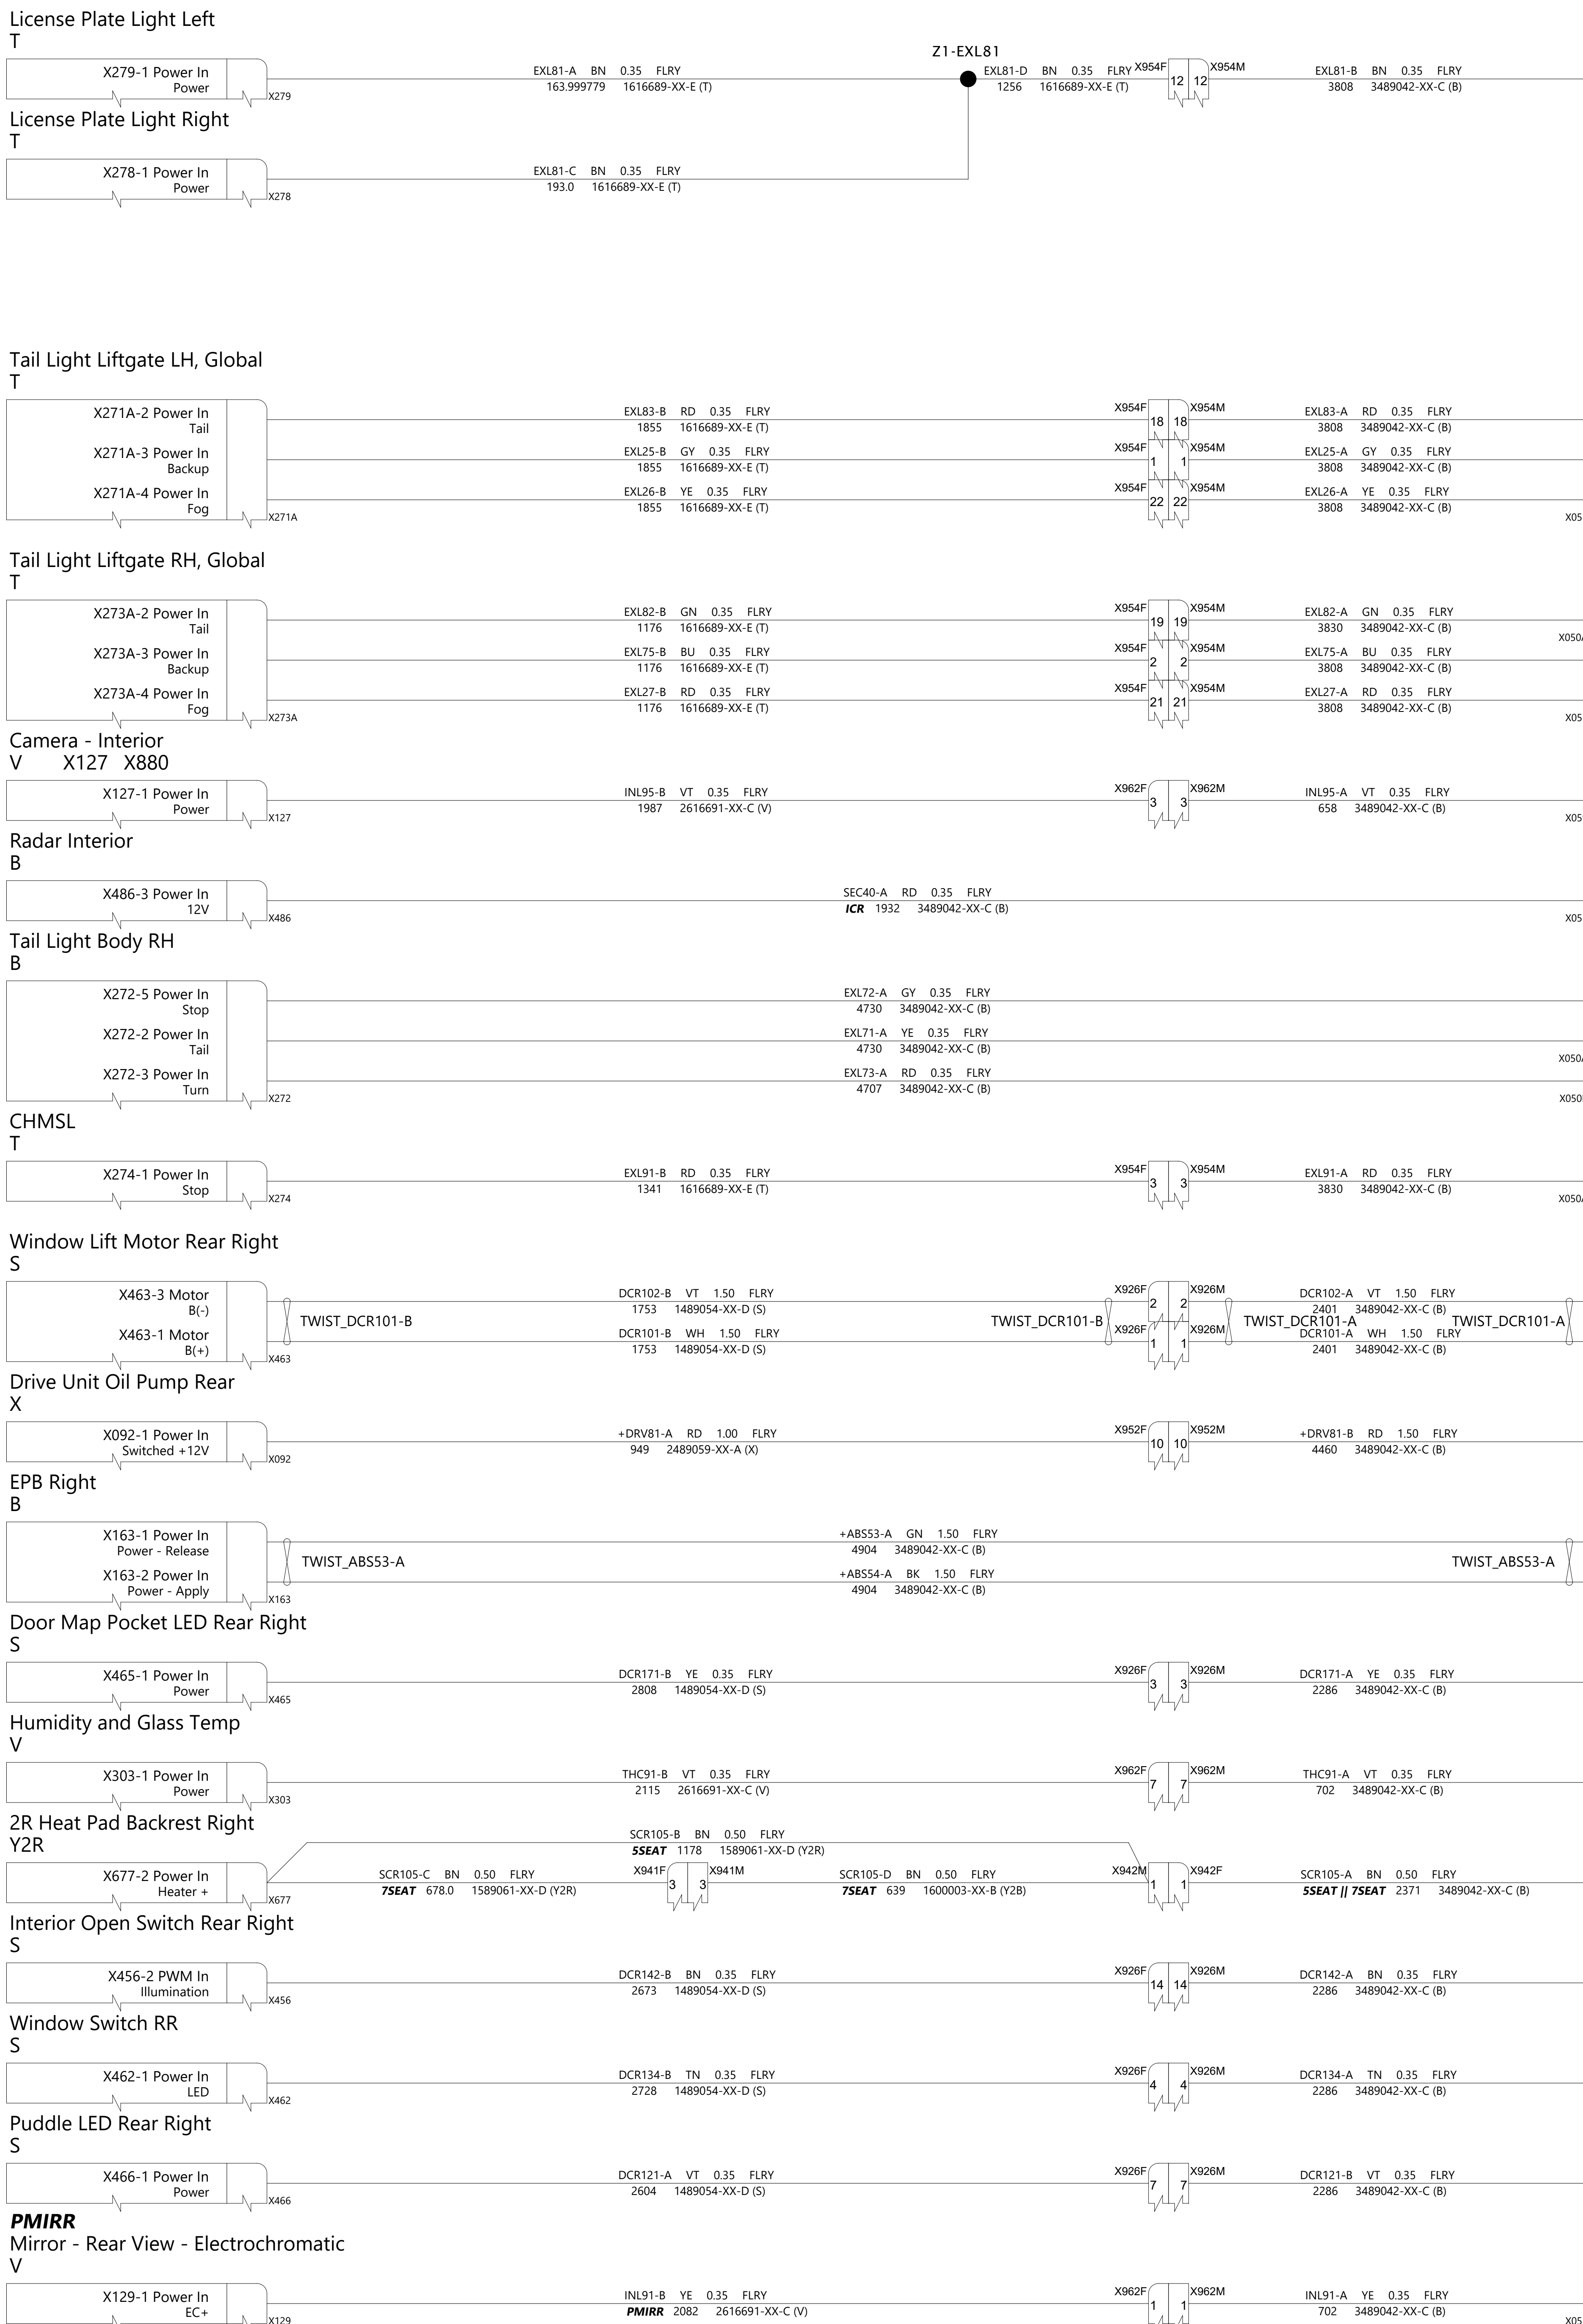 License Plate Light Left
T
Z1-EXL81
X279-1 Power In
Power
X279
EXL81-A BN 0.35 FLRY
163.999779 1616689-XX-E (T)
EXL81-D BN 0.35 FLRY
1256 1616689-XX-E (T)
X954F 12 12 X954M
EXL81-B BN 0.35 FLRY
3808 3489042-XX-C (B)
License Plate Light Right
T
X278-1 Power In
Power
X278
EXL81-C BN 0.35 FLRY
193.0 1616689-XX-E (T)
Tail Light Liftgate LH, Global
T
X271A-2 Power In
Tail
EXL83-B RD 0.35 FLRY
1855 1616689-XX-E (T)
X954F 18 18 X954M
EXL83-A RD 0.35 FLRY
3808 3489042-XX-C (B)
X271A-3 Power In
Backup
EXL25-B GY 0.35 FLRY
1855 1616689-XX-E (T)
X954F 1 1 X954M
EXL25-A GY 0.35 FLRY
3808 3489042-XX-C (B)
X271A-4 Power In
Fog
X271A
EXL26-B YE 0.35 FLRY
1855 1616689-XX-E (T)
X954F 22 22 X954M
EXL26-A YE 0.35 FLRY
3808 3489042-XX-C (B)
X05
Tail Light Liftgate RH, Global
T
X273A-2 Power In
Tail
EXL82-B GN 0.35 FLRY
1176 1616689-XX-E (T)
X954F 19 19 X954M
EXL82-A GN 0.35 FLRY
3830 3489042-XX-C (B)
X050A
X273A-3 Power In
Backup
EXL75-B BU 0.35 FLRY
1176 1616689-XX-E (T)
X954F 2 2 X954M
EXL75-A BU 0.35 FLRY
3808 3489042-XX-C (B)
X273A-4 Power In
Fog
X273A
EXL27-B RD 0.35 FLRY
1176 1616689-XX-E (T)
X954F 21 21 X954M
EXL27-A RD 0.35 FLRY
3808 3489042-XX-C (B)
X05
Camera - Interior
V X127 X880
X127-1 Power In
Power
X127
INL95-B VT 0.35 FLRY
1987 2616691-XX-C (V)
X962F 3 3 X962M
INL95-A VT 0.35 FLRY
658 3489042-XX-C (B)
X05
Radar Interior
B
X486-3 Power In
12V
X486
SEC40-A RD 0.35 FLRY
ICR 1932 3489042-XX-C (B)
X05
Tail Light Body RH
B
X272-5 Power In
Stop
EXL72-A GY 0.35 FLRY
4730 3489042-XX-C (B)
X272-2 Power In
Tail
EXL71-A YE 0.35 FLRY
4730 3489042-XX-C (B)
X050A
X272-3 Power In
Turn
X272
EXL73-A RD 0.35 FLRY
4707 3489042-XX-C (B)
X050
CHMSL
T
X274-1 Power In
Stop
X274
EXL91-B RD 0.35 FLRY
1341 1616689-XX-E (T)
X954F 3 3 X954M
EXL91-A RD 0.35 FLRY
3830 3489042-XX-C (B)
X050A
Window Lift Motor Rear Right
S
X463-3 Motor
B(-)
DCR102-B VT 1.50 FLRY
1753 1489054-XX-D (S)
X926F 2 2 X926M
DCR102-A VT 1.50 FLRY
2401 3489042-XX-C (B)
TWIST_DCR101-B
TWIST_DCR101-B
TWIST_DCR101-A
TWIST_DCR101-A
X463-1 Motor
B(+)
X463
DCR101-B WH 1.50 FLRY
1753 1489054-XX-D (S)
X926F 1 1 X926M
DCR101-A WH 1.50 FLRY
2401 3489042-XX-C (B)
Drive Unit Oil Pump Rear
X
X092-1 Power In
Switched +12V
X092
+DRV81-A RD 1.00 FLRY
949 2489059-XX-A (X)
X952F 10 10 X952M
+DRV81-B RD 1.50 FLRY
4460 3489042-XX-C (B)
EPB Right
B
X163-1 Power In
Power - Release
+ABS53-A GN 1.50 FLRY
4904 3489042-XX-C (B)
TWIST_ABS53-A
TWIST_ABS53-A
X163-2 Power In
Power - Apply
X163
+ABS54-A BK 1.50 FLRY
4904 3489042-XX-C (B)
Door Map Pocket LED Rear Right
S
X465-1 Power In
Power
X465
DCR171-B YE 0.35 FLRY
2808 1489054-XX-D (S)
X926F 3 3 X926M
DCR171-A YE 0.35 FLRY
2286 3489042-XX-C (B)
Humidity and Glass Temp
V
X303-1 Power In
Power
X303
THC91-B VT 0.35 FLRY
2115 2616691-XX-C (V)
X962F 7 7 X962M
THC91-A VT 0.35 FLRY
702 3489042-XX-C (B)
2R Heat Pad Backrest Right
Y2R
SCR105-B BN 0.50 FLRY
5SEAT 1178 1589061-XX-D (Y2R)
X677-2 Power In
Heater +
X677
SCR105-C BN 0.50 FLRY
7SEAT 678.0 1589061-XX-D (Y2R)
X941F 3 3 X941M
SCR105-D BN 0.50 FLRY
7SEAT 639 1600003-XX-B (Y2B)
X942M 1 1 X942F
SCR105-A BN 0.50 FLRY
5SEAT || 7SEAT 2371 3489042-XX-C (B)
Interior Open Switch Rear Right
S
X456-2 PWM In
Illumination
X456
DCR142-B BN 0.35 FLRY
2673 1489054-XX-D (S)
X926F 14 14 X926M
DCR142-A BN 0.35 FLRY
2286 3489042-XX-C (B)
Window Switch RR
S
X462-1 Power In
LED
X462
DCR134-B TN 0.35 FLRY
2728 1489054-XX-D (S)
X926F 4 4 X926M
DCR134-A TN 0.35 FLRY
2286 3489042-XX-C (B)
Puddle LED Rear Right
S
X466-1 Power In
Power
X466
DCR121-A VT 0.35 FLRY
2604 1489054-XX-D (S)
X926F 7 7 X926M
DCR121-B VT 0.35 FLRY
2286 3489042-XX-C (B)
PMIRR
Mirror - Rear View - Electrochromatic
V
X129-1 Power In
EC+
X129
INL91-B YE 0.35 FLRY
PMIRR 2082 2616691-XX-C (V)
X962F 1 1 X962M
INL91-A YE 0.35 FLRY
702 3489042-XX-C (B)
X05